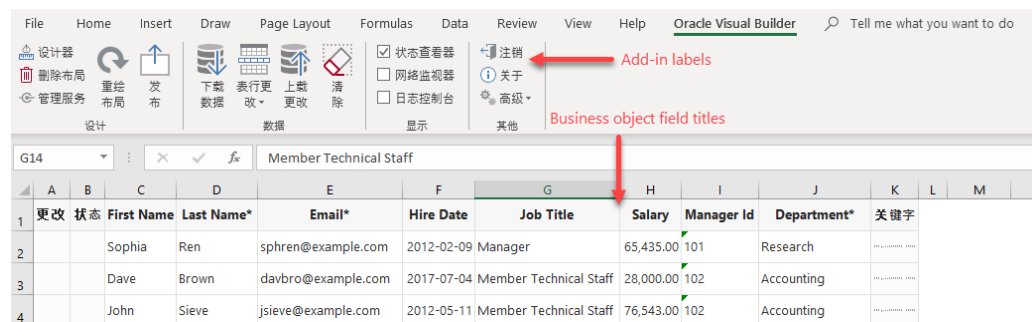 File Home Insert Draw Page Layout Formulas Data Review View Help Oracle Visual Builder Tell me what you want to do
设计器
删除布局
管理服务
重绘
布局
发
布
设计
下载
数据
表行更
改
上载
更改
清
除
数据
状态查看器
网络监视器
日志控制台
显示
注销
关于
高级
其他
Add-in labels
Business object field titles
G14 fx Member Technical Staff
A B C D E F G H I J K L M
1 更改 状态 First Name Last Name* Email* Hire Date Job Title Salary Manager Id Department* 关键字
2 Sophia Ren sphren@example.com 2012-02-09 Manager 65,435.00 101 Research
3 Dave Brown davbro@example.com 2017-07-04 Member Technical Staff 28,000.00 102 Accounting
4 John Sieve jsieve@example.com 2012-05-11 Member Technical Staff 76,543.00 102 Accounting